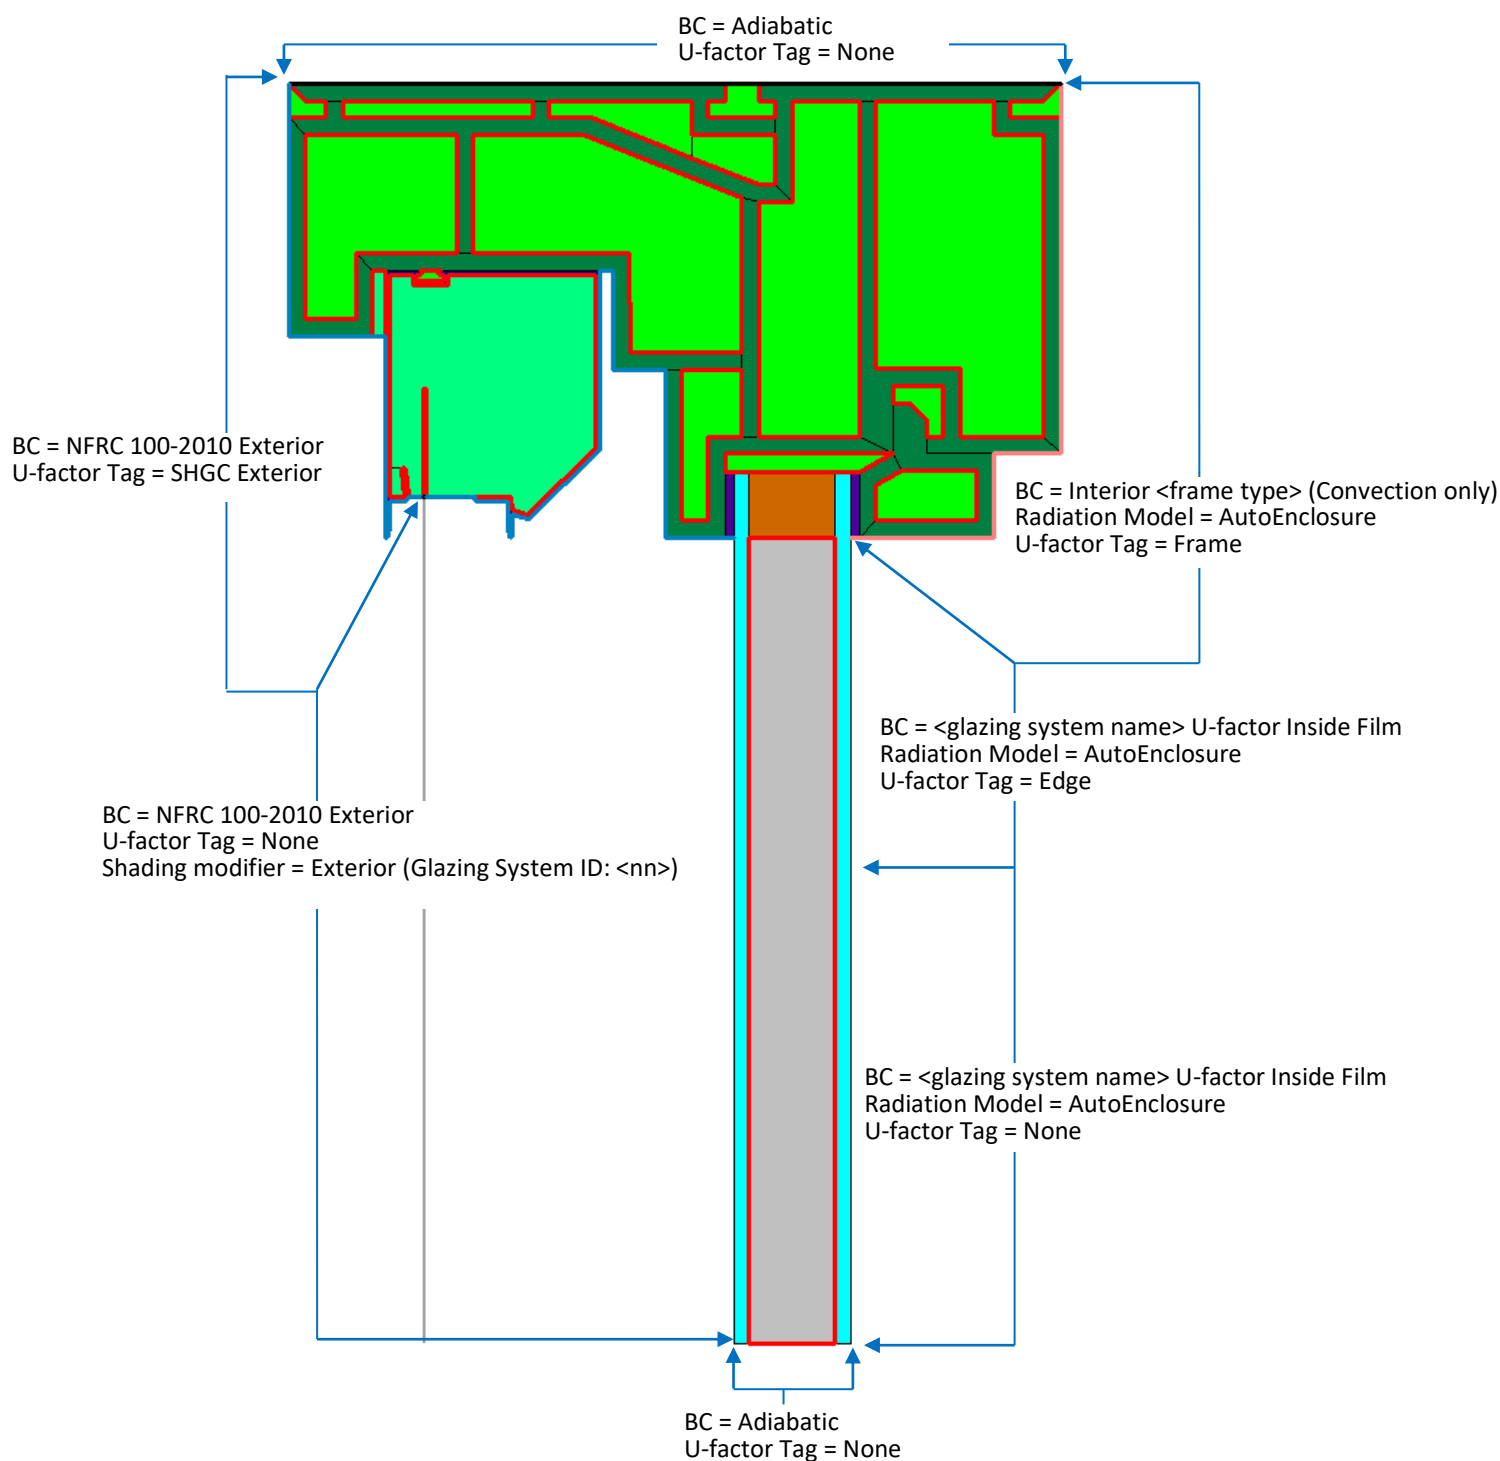 BC = Adiabatic
U-factor Tag = None
BC = NFRC 100-2010 Exterior
U-factor Tag = SHGC Exterior
BC = Interior <frame type> (Convection only)
Radiation Model = AutoEnclosure
U-factor Tag = Frame
BC = <glazing system name> U-factor Inside Film
Radiation Model = AutoEnclosure
U-factor Tag = Edge
BC = NFRC 100-2010 Exterior
U-factor Tag = None
Shading modifier = Exterior (Glazing System ID: <nn>)
BC = <glazing system name> U-factor Inside Film
Radiation Model = AutoEnclosure
U-factor Tag = None
BC = Adiabatic
U-factor Tag = None